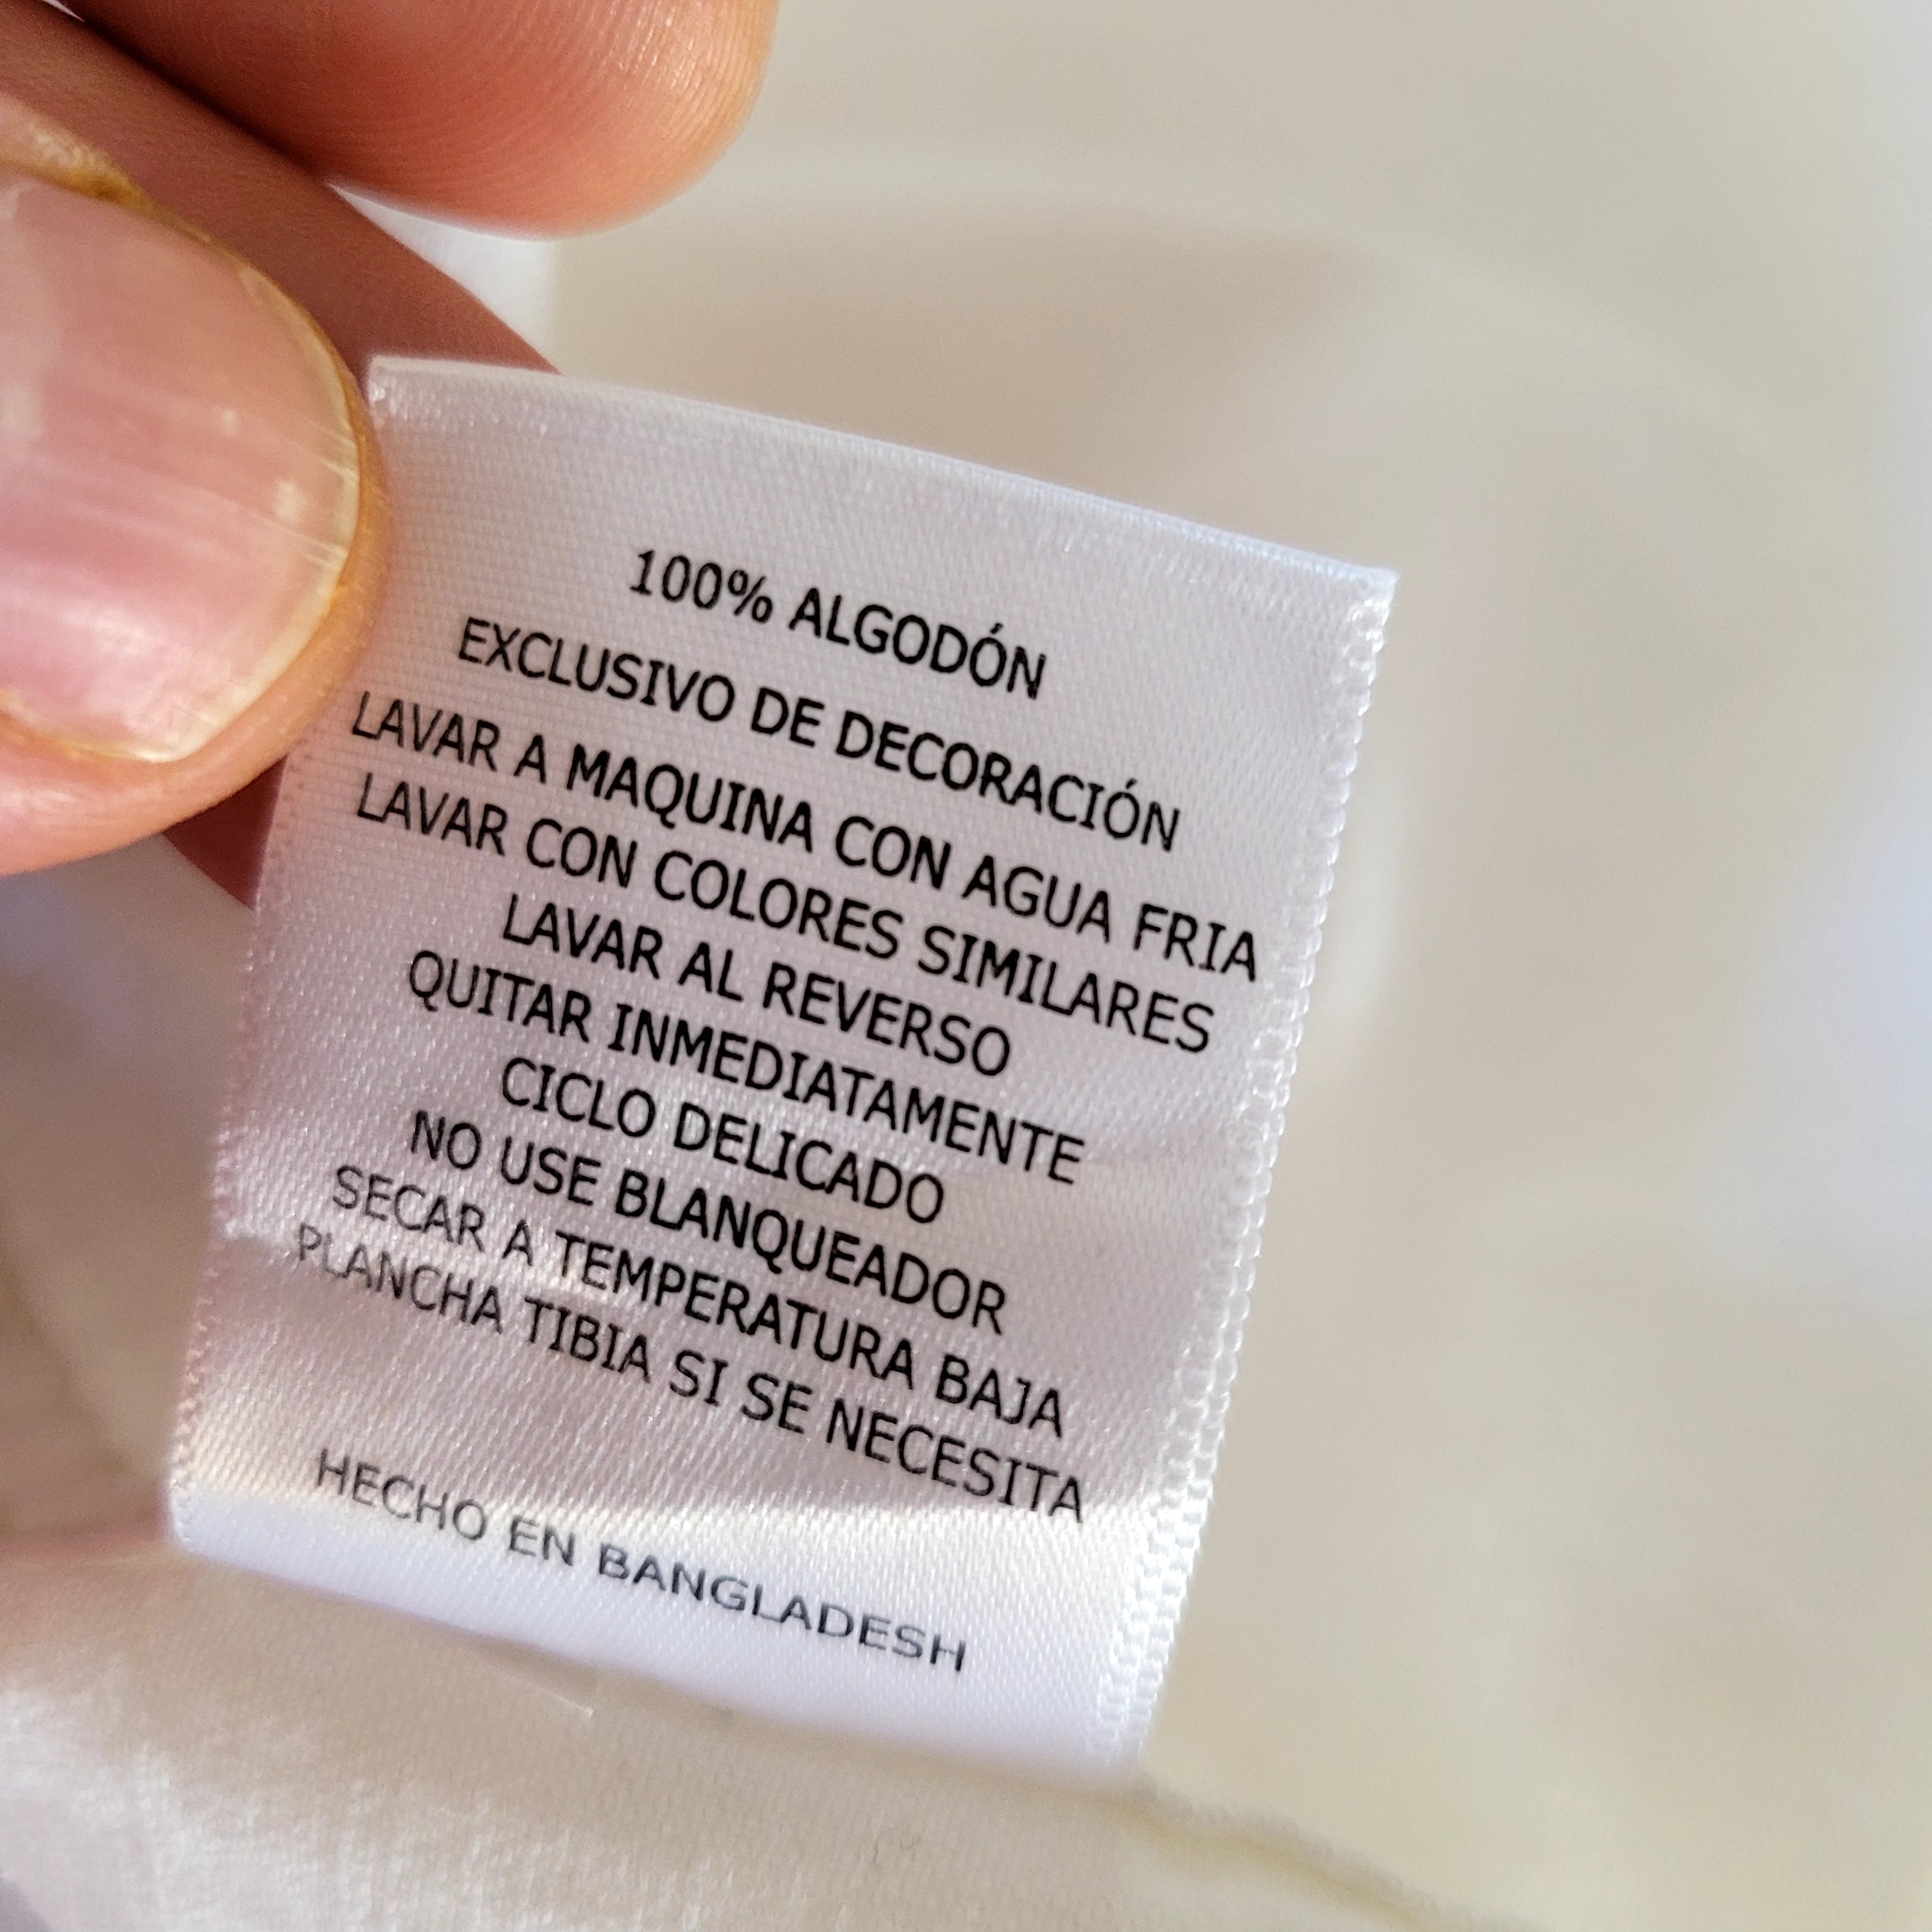 100% ALGODÓN
EXCLUSIVO DE DECORACIÓN
LAVAR A MAQUINA CON AGUA FRIA
LAVAR CON COLORES SIMILARES
LAVAR AL REVERSO
QUITAR INMEDIATAMENTE
CICLO DELICADO
NO USE BLANQUEADOR
SECAR A TEMPERATURA BAJA
PLANCHA TIBIA SI SE NECESITA
HECHO EN BANGLADESH